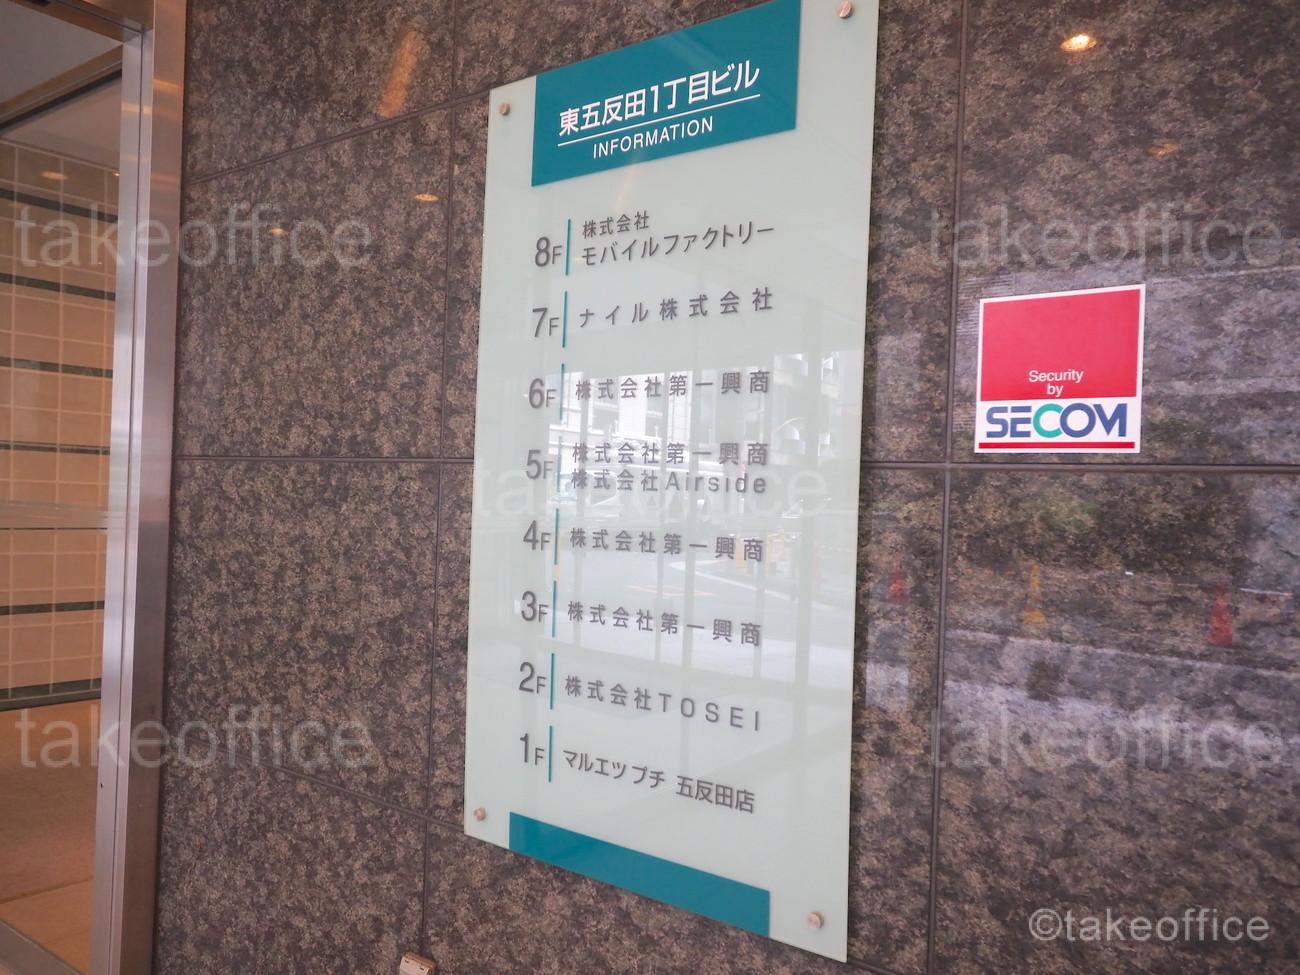 東五反田1丁目ビル
INFORMATION
8F 株式会社
モバイルファクトリー
7F ナイル株式会社
6F 株式会社第一興商
5F 株式会社第一興商
株式会社Airside
4F 株式会社第一興商
3F 株式会社第一興商
2F 株式会社TOSEI
1F マルエツ プチ 五反田店
Security
by
SECOM
takeoffice
takeoffice
takeoffice
takeoffice
takeoffice
©takeoffice